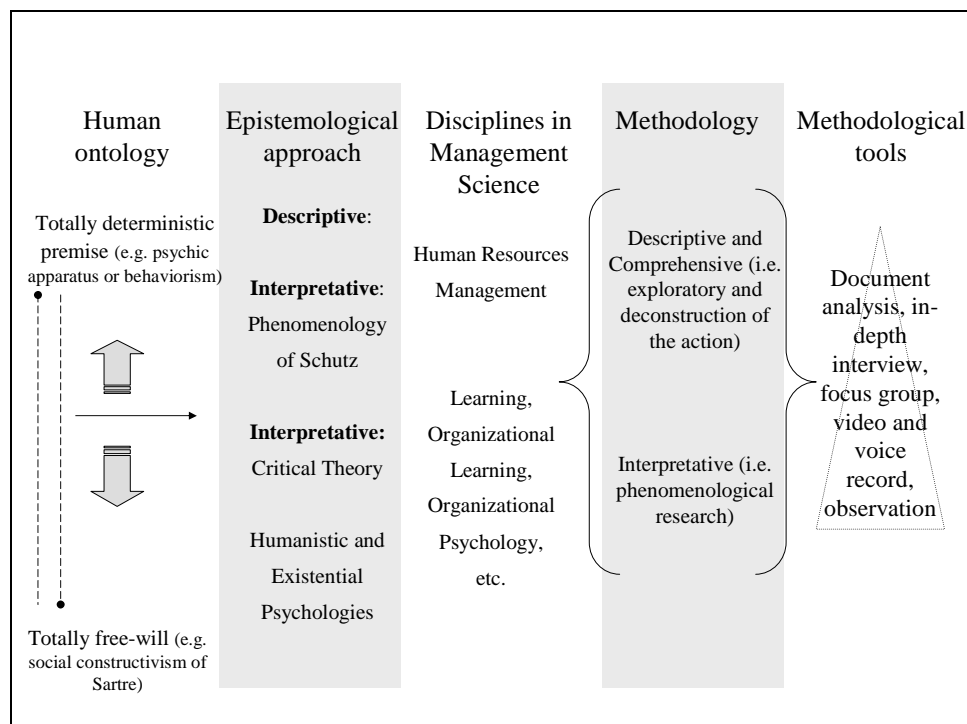 Human
ontology
Totally deterministic
premise (e.g. psychic
apparatus or behaviorism)
Totally free-will (e.g.
social constructivism of
Sartre)
Epistemological
approach
Descriptive:
Interpretative:
Phenomenology
of Schutz
Interpretative:
Critical Theory
Humanistic and
Existential
Psychologies
Disciplines in
Management
Science
Human Resources
Management
Learning,
Organizational
Learning,
Organizational
Psychology,
etc.
Methodology
Descriptive and
Comprehensive (i.e.
exploratory and
deconstruction of
the action)
Interpretative (i.e.
phenomenological
research)
Methodological
tools
Document
analysis, in-
depth
interview,
focus group,
video and
voice
record,
observation